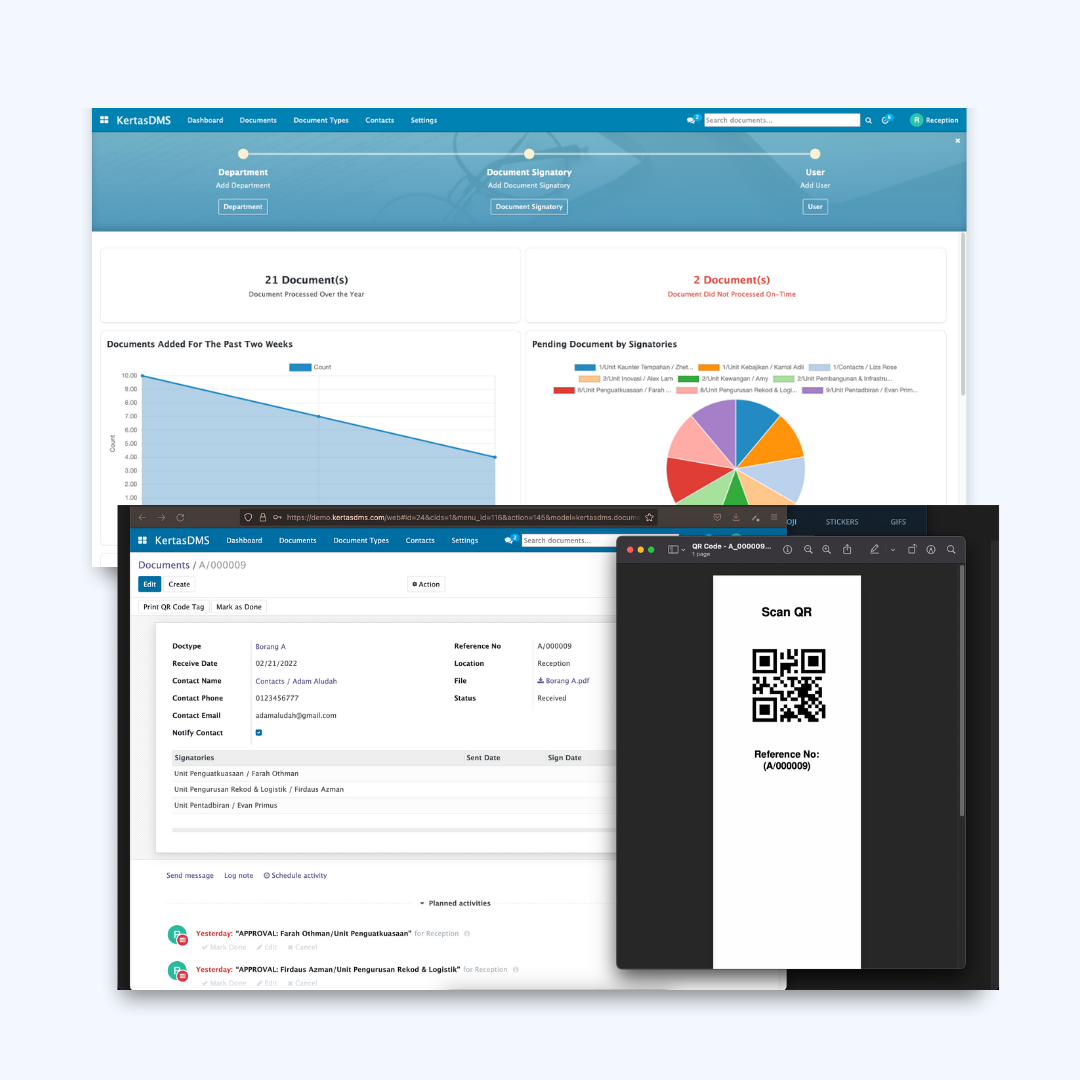 KertasDMS Dashboard Documents Document Types Contacts Settings 2 Search documents... R Reception
Department Document Signatory User
Add Department Add Document Signatory Add User
Department Document Signatory User
21 Document(s)
Document Processed Over the Year
2 Document(s)
Document Did Not Processed On-Time
Documents Added For The Past Two Weeks
Count
10.00
9.00
8.00
7.00
6.00
5.00
4.00
3.00
2.00
1.00
Count
Pending Document by Signatories
1/Unit Kaunter Tempahan / Zhet... 1/Unit Kebajikan / Kamal Adli 1/Contacts / Liza Rose
2/Unit Inovasi / Alex Lam 2/Unit Kewangan / Amy 2/Unit Pembangunan & Infrastru...
8/Unit Penguatkuasaan / Farah ... 8/Unit Pengurusan Rekod & Logi... 9/Unit Pentadbiran / Evan Prim...
https://demo.kertasdms.com/web#id=24&cids=1&menu_id=116&action=145&model=kertasdms.docume
OJI STICKERS GIFS
KertasDMS Dashboard Documents Document Types Contacts Settings 2 Search documents...
Documents / A/000009
Edit Create Action
Print QR Code Tag Mark as Done
Doctype Borang A
Receive Date 02/21/2022
Contact Name Contacts / Adam Aludah
Contact Phone 0123456777
Contact Email adamaludah@gmail.com
Notify Contact
Reference No A/000009
Location Reception
File Borang A.pdf
Status Received
Signatories Sent Date Sign Date
Unit Penguatkuasaan / Farah Othman
Unit Pengurusan Rekod & Logistik / Firdaus Azman
Unit Pentadbiran / Evan Primus
Send message Log note Schedule activity
Planned activities
Yesterday: "APPROVAL: Farah Othman/Unit Penguatkuasaan" for Reception
Mark Done Edit Cancel
Yesterday: "APPROVAL: Firdaus Azman/Unit Pengurusan Rekod & Logistik" for Reception
Mark Done Edit Cancel
QR Code - A_000009...
1 page
Scan QR
Reference No:
(A/000009)